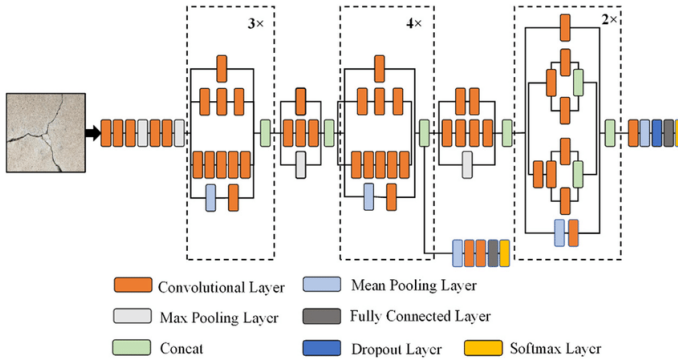 3×
4×
2×
Convolutional Layer
Mean Pooling Layer
Max Pooling Layer
Fully Connected Layer
Concat
Dropout Layer
Softmax Layer